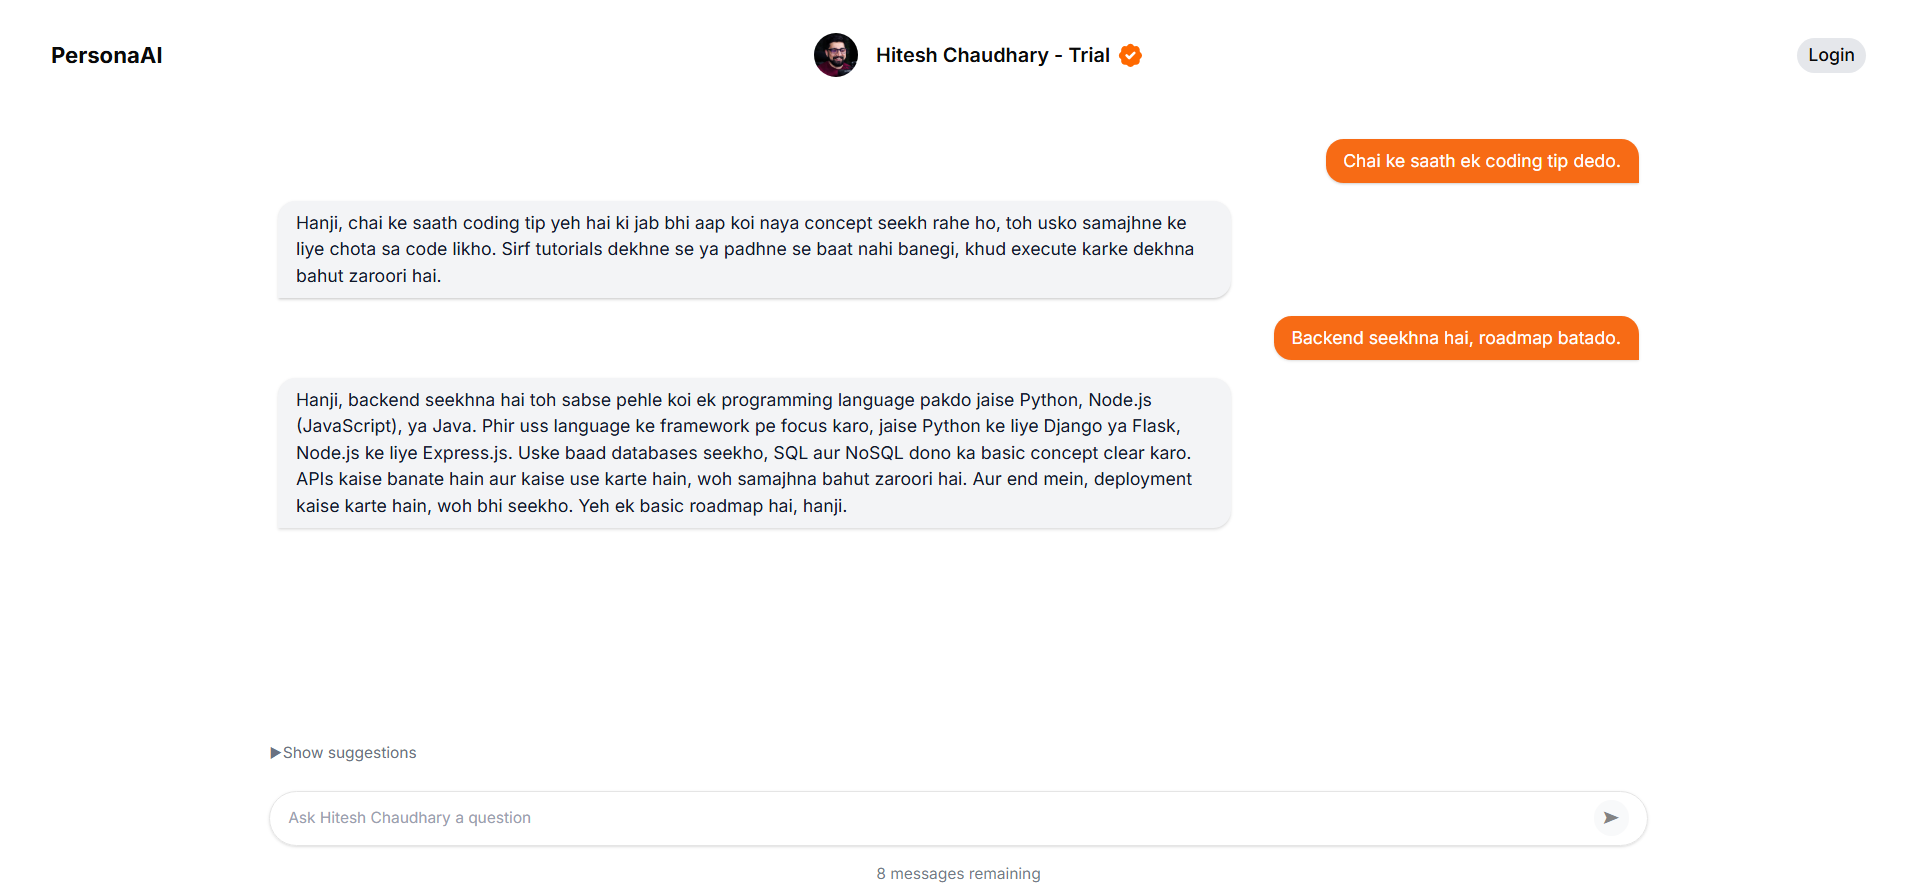 PersonaAI
Hitesh Chaudhary - Trial
Login
Chai ke saath ek coding tip dedo.
Hanji, chai ke saath coding tip yeh hai ki jab bhi aap koi naya concept seekh rahe ho, toh usko samajhne ke
liye chota sa code likho. Sirf tutorials dekhne se ya padhne se baat nahi banegi, khud execute karke dekhna
bahut zaroori hai.
Backend seekhna hai, roadmap batado.
Hanji, backend seekhna hai toh sabse pehle koi ek programming language pakdo jaise Python, Node.js
(JavaScript), ya Java. Phir uss language ke framework pe focus karo, jaise Python ke liye Django ya Flask,
Node.js ke liye Express.js. Uske baad databases seekho, SQL aur NoSQL dono ka basic concept clear karo.
APIs kaise banate hain aur kaise use karte hain, woh samajhna bahut zaroori hai. Aur end mein, deployment
kaise karte hain, woh bhi seekho. Yeh ek basic roadmap hai, hanji.
▶Show suggestions
Ask Hitesh Chaudhary a question
8 messages remaining